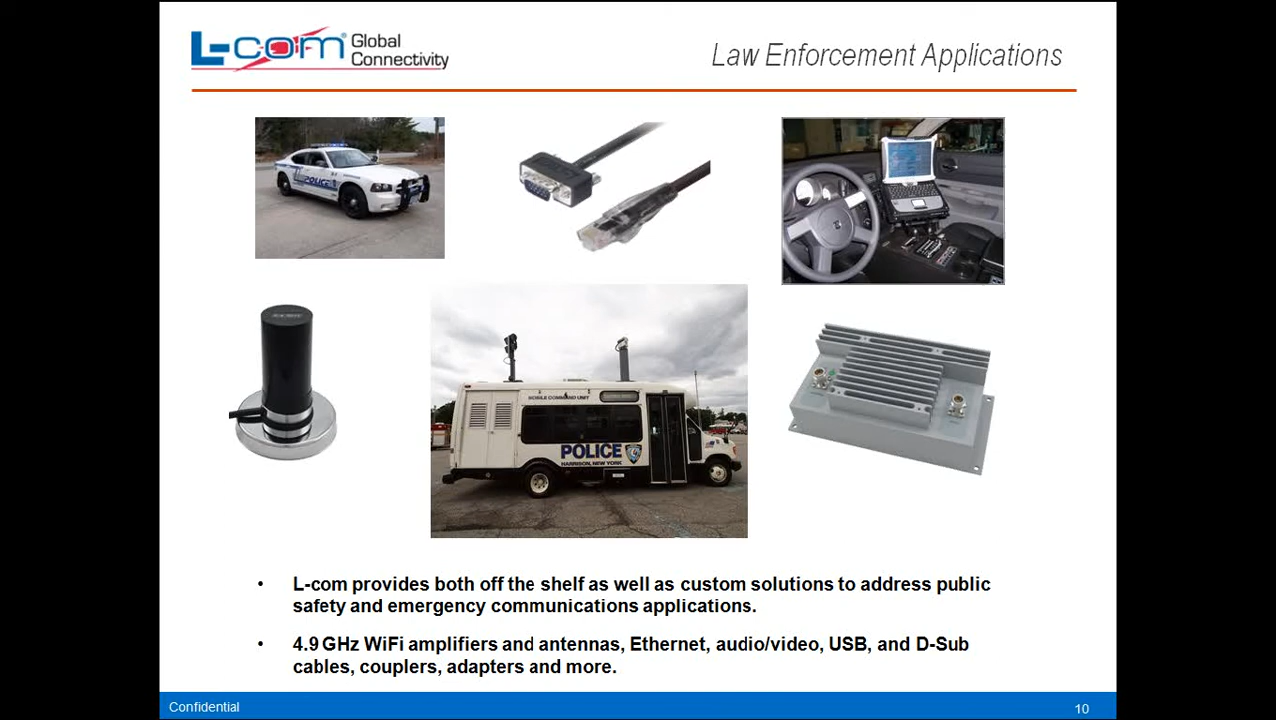 L-com® Global
Connectivity
Law Enforcement Applications
POLICE
MOBILE COMMAND UNIT
POLICE
HARRISON, NEW YORK
• L-com provides both off the shelf as well as custom solutions to address public
safety and emergency communications applications.
• 4.9 GHz WiFi amplifiers and antennas, Ethernet, audio/video, USB, and D-Sub
cables, couplers, adapters and more.
Confidential
10